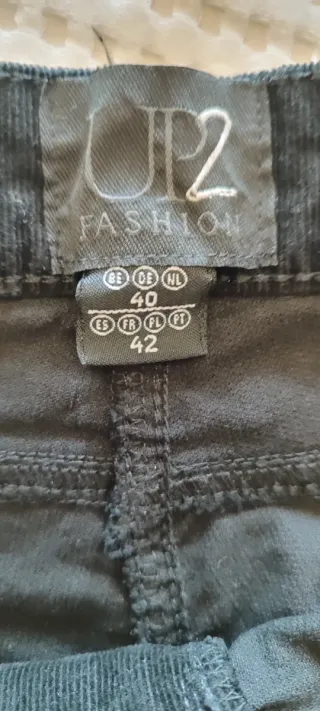 UP2
FASHION
BE DE NL
40
ES FR PL PT
42